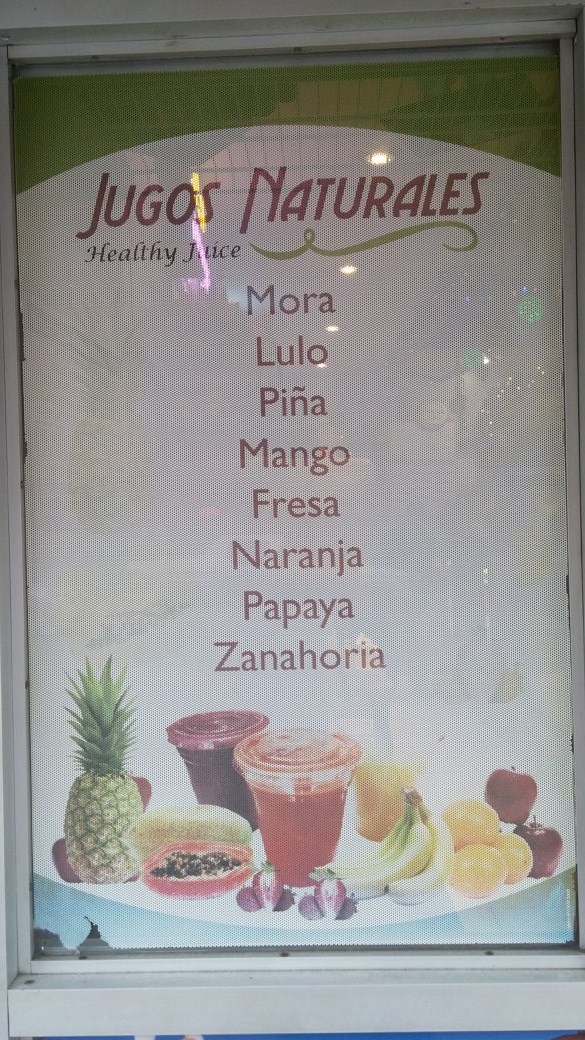 JUGOS NATURALES
Healthy Juice
Mora
Lulo
Piña
Mango
Fresa
Naranja
Papaya
Zanahoria